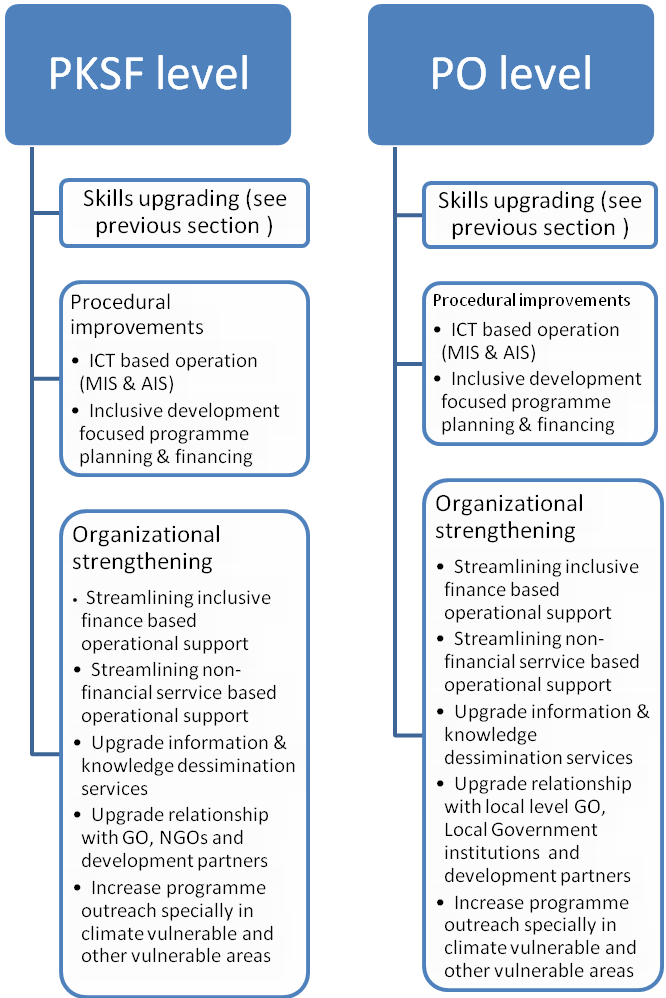 PKSF level
Skills upgrading (see
previous section )
Procedural
improvements
• ICT based operation
(MIS & AIS)
• Inclusive development
focused programme
planning & financing
Organizational
strengthening
• Streamlining inclusive
finance based
operational support
• Streamlining non-
financial serrvice based
operational support
• Upgrade information &
knowledge dessimination
services
• Upgrade relationship
with GO, NGOs and
development partners
• Increase programme
outreach specially in
climate vulnerable and
other vulnerable areas
PO level
Skills upgrading (see
previous section )
Procedural improvements
• ICT based operation
(MIS & AIS)
• Inclusive development
focused programme
planning & financing
Organizational
strengthening
• Streamlining inclusive
finance based
operational support
• Streamlining non-
financial serrvice based
operational support
• Upgrade information &
knowledge
dessimination services
• Upgrade relationship
with local level GO,
Local Government
institutions and
development partners
• Increase programme
outreach specially in
climate vulnerable and
other vulnerable areas